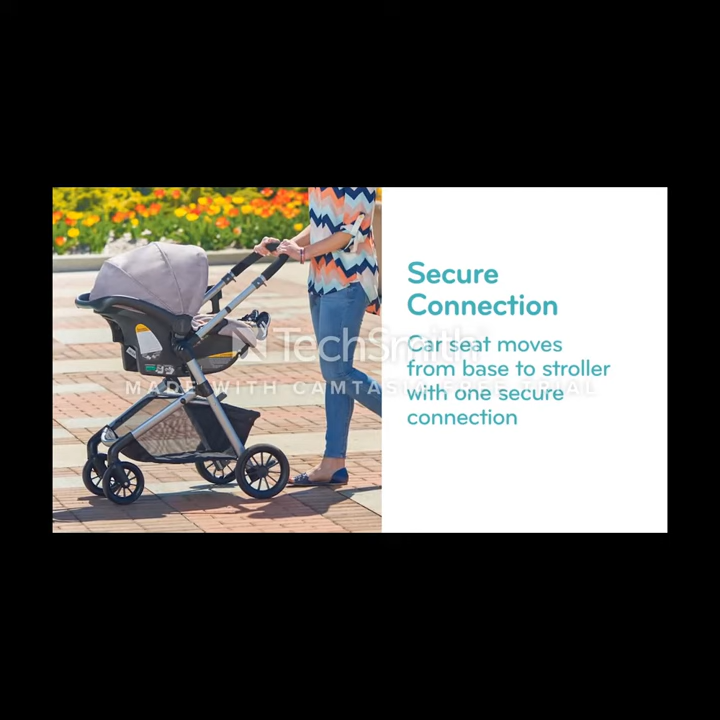 Secure
Connection
Car seat moves
from base to stroller
with one secure
connection
TechSmith
MADE WITH CAMTASIA FREE TRIAL